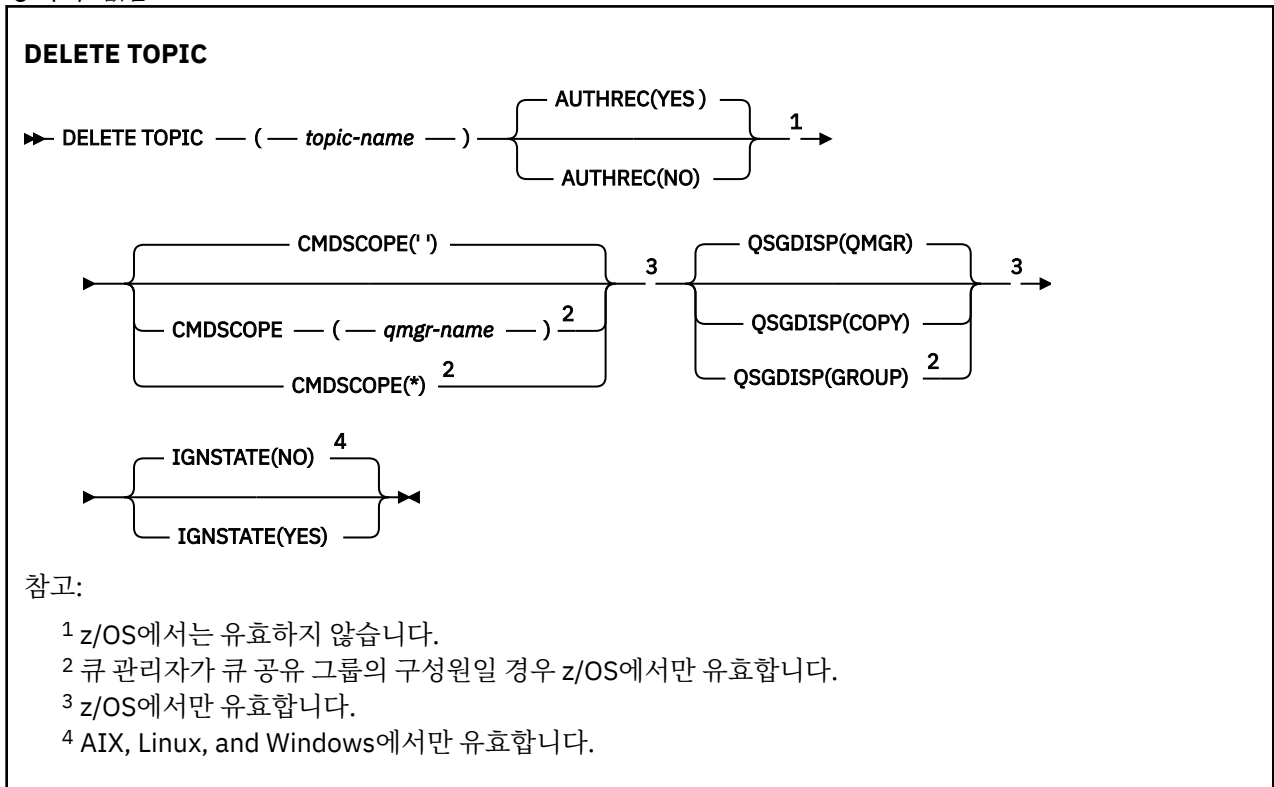 DELETE TOPIC
AUTHREC(YES )
DELETE TOPIC ( topic-name ) 1
AUTHREC(NO)
CMDSCOPE(' ') QSGDISP(QMGR)
3 3
CMDSCOPE ( qmgr-name ) 2 QSGDISP(COPY)
CMDSCOPE(*) 2 QSGDISP(GROUP) 2
IGNSTATE(NO) 4
IGNSTATE(YES)
참고:
1 z/OS에서는 유효하지 않습니다.
2 큐 관리자가 큐 공유 그룹의 구성원일 경우 z/OS에서만 유효합니다.
3 z/OS에서만 유효합니다.
4 AIX, Linux, and Windows에서만 유효합니다.